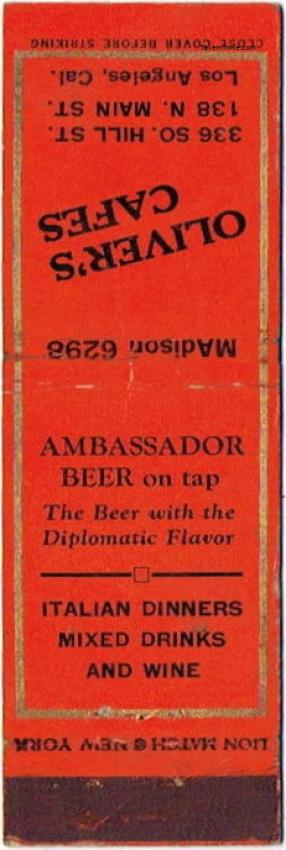 CLOSE COVER BEFORE STRIKING
Los Angeles, Cal.
138 N. MAIN ST.
336 SO. HILL ST.
OLIVER'S
CAFES
MAdison 6298
AMBASSADOR
BEER on tap
The Beer with the
Diplomatic Flavor
ITALIAN DINNERS
MIXED DRINKS
AND WINE
LION MATCH © NEW YORK